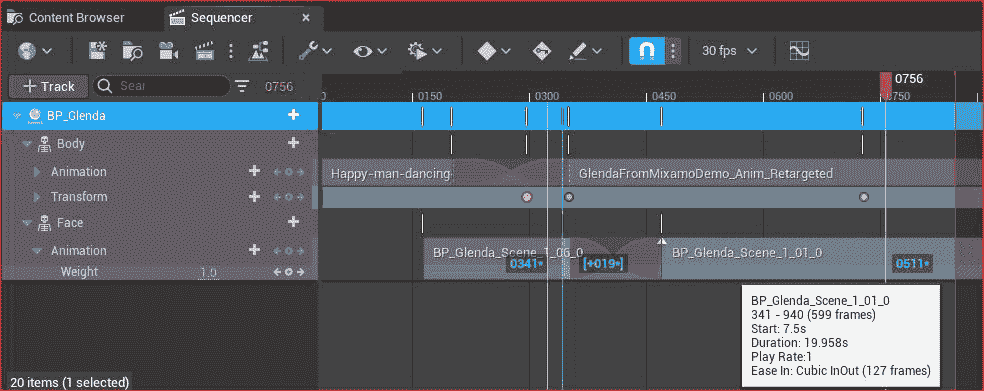 Content Browser Sequencer ×
30 fps
+ Track Sear 0756
0756
0 0150 0300 0450 0600 0750
BP_Glenda
Body
Animation Happy-man-dancing GlendaFromMixamoDemo_Anim_Retargeted
Transform
Face
Animation BP_Glenda_Scene_1_06_0 BP_Glenda_Scene_1_01_0
0341* [+019*] 0511*
Weight 1.0
BP_Glenda_Scene_1_01_0
341 - 940 (599 frames)
Start: 7.5s
Duration: 19.958s
Play Rate:1
Ease In: Cubic InOut (127 frames)
20 items (1 selected)